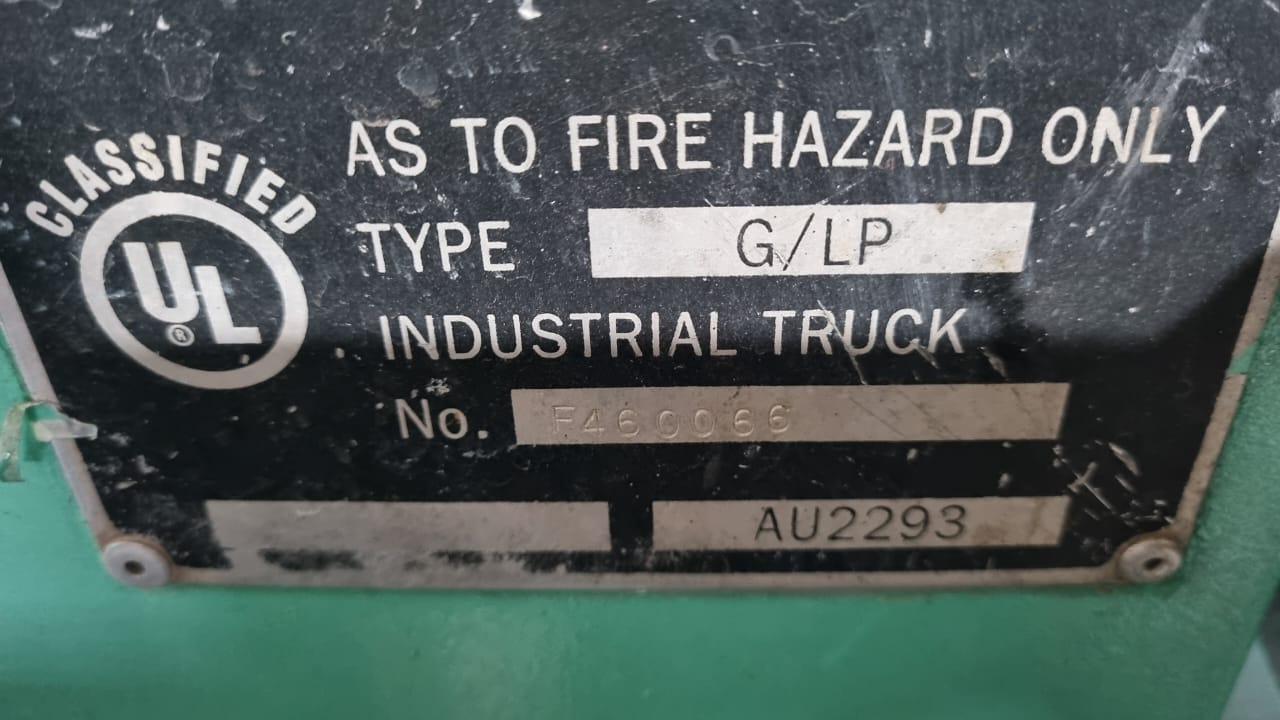 CLASSIFIED
UL®
AS TO FIRE HAZARD ONLY
TYPE G/LP
INDUSTRIAL TRUCK
No. F460066
AU2293